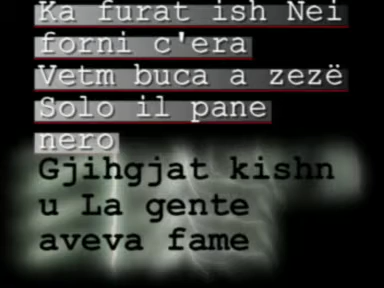 Ka furat ish Nei
forni c'era
Vetm buca a zezë
Solo il pane
nero
Gjihgjat kishn
u La gente
aveva fame